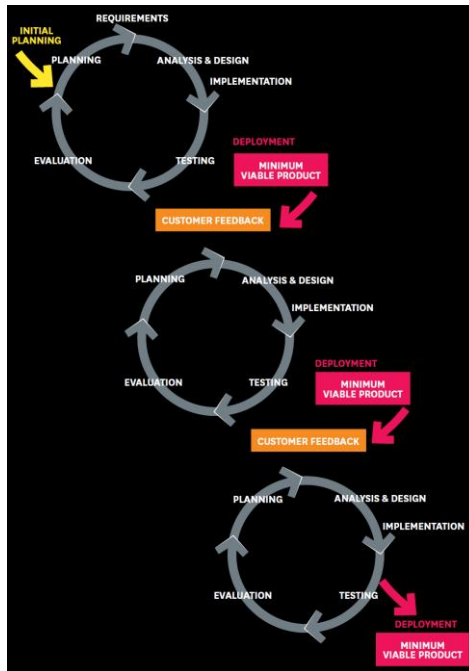 REQUIREMENTS
INITIAL
PLANNING
PLANNING
ANALYSIS & DESIGN
IMPLEMENTATION
DEPLOYMENT
MINIMUM
VIABLE PRODUCT
EVALUATION
TESTING
CUSTOMER FEEDBACK
PLANNING
ANALYSIS & DESIGN
IMPLEMENTATION
DEPLOYMENT
MINIMUM
VIABLE PRODUCT
EVALUATION
TESTING
CUSTOMER FEEDBACK
PLANNING
ANALYSIS & DESIGN
IMPLEMENTATION
EVALUATION
TESTING
DEPLOYMENT
MINIMUM
VIABLE PRODUCT